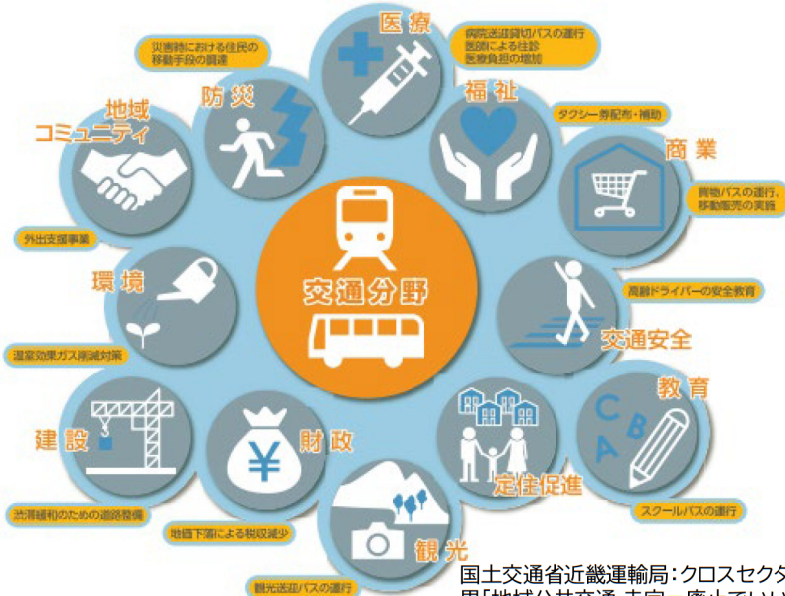 医療
病院送迎貸切バスの運行
医師による往診
医療負担の増加
災害時における住民の
移動手段の調達
防災
福祉
タクシー券配布・補助
地域
コミュニティ
商業
買物バスの運行、
移動販売の実施
外出支援事業
環境
交通分野
高齢ドライバーの安全教育
交通安全
温室効果ガス削減対策
教育
建設
財政
定住促進
渋滞緩和のための道路整備
地価下落による税収減少
スクールバスの運行
観光
観光送迎バスの運行
国土交通省近畿運輸局:クロスセクタ